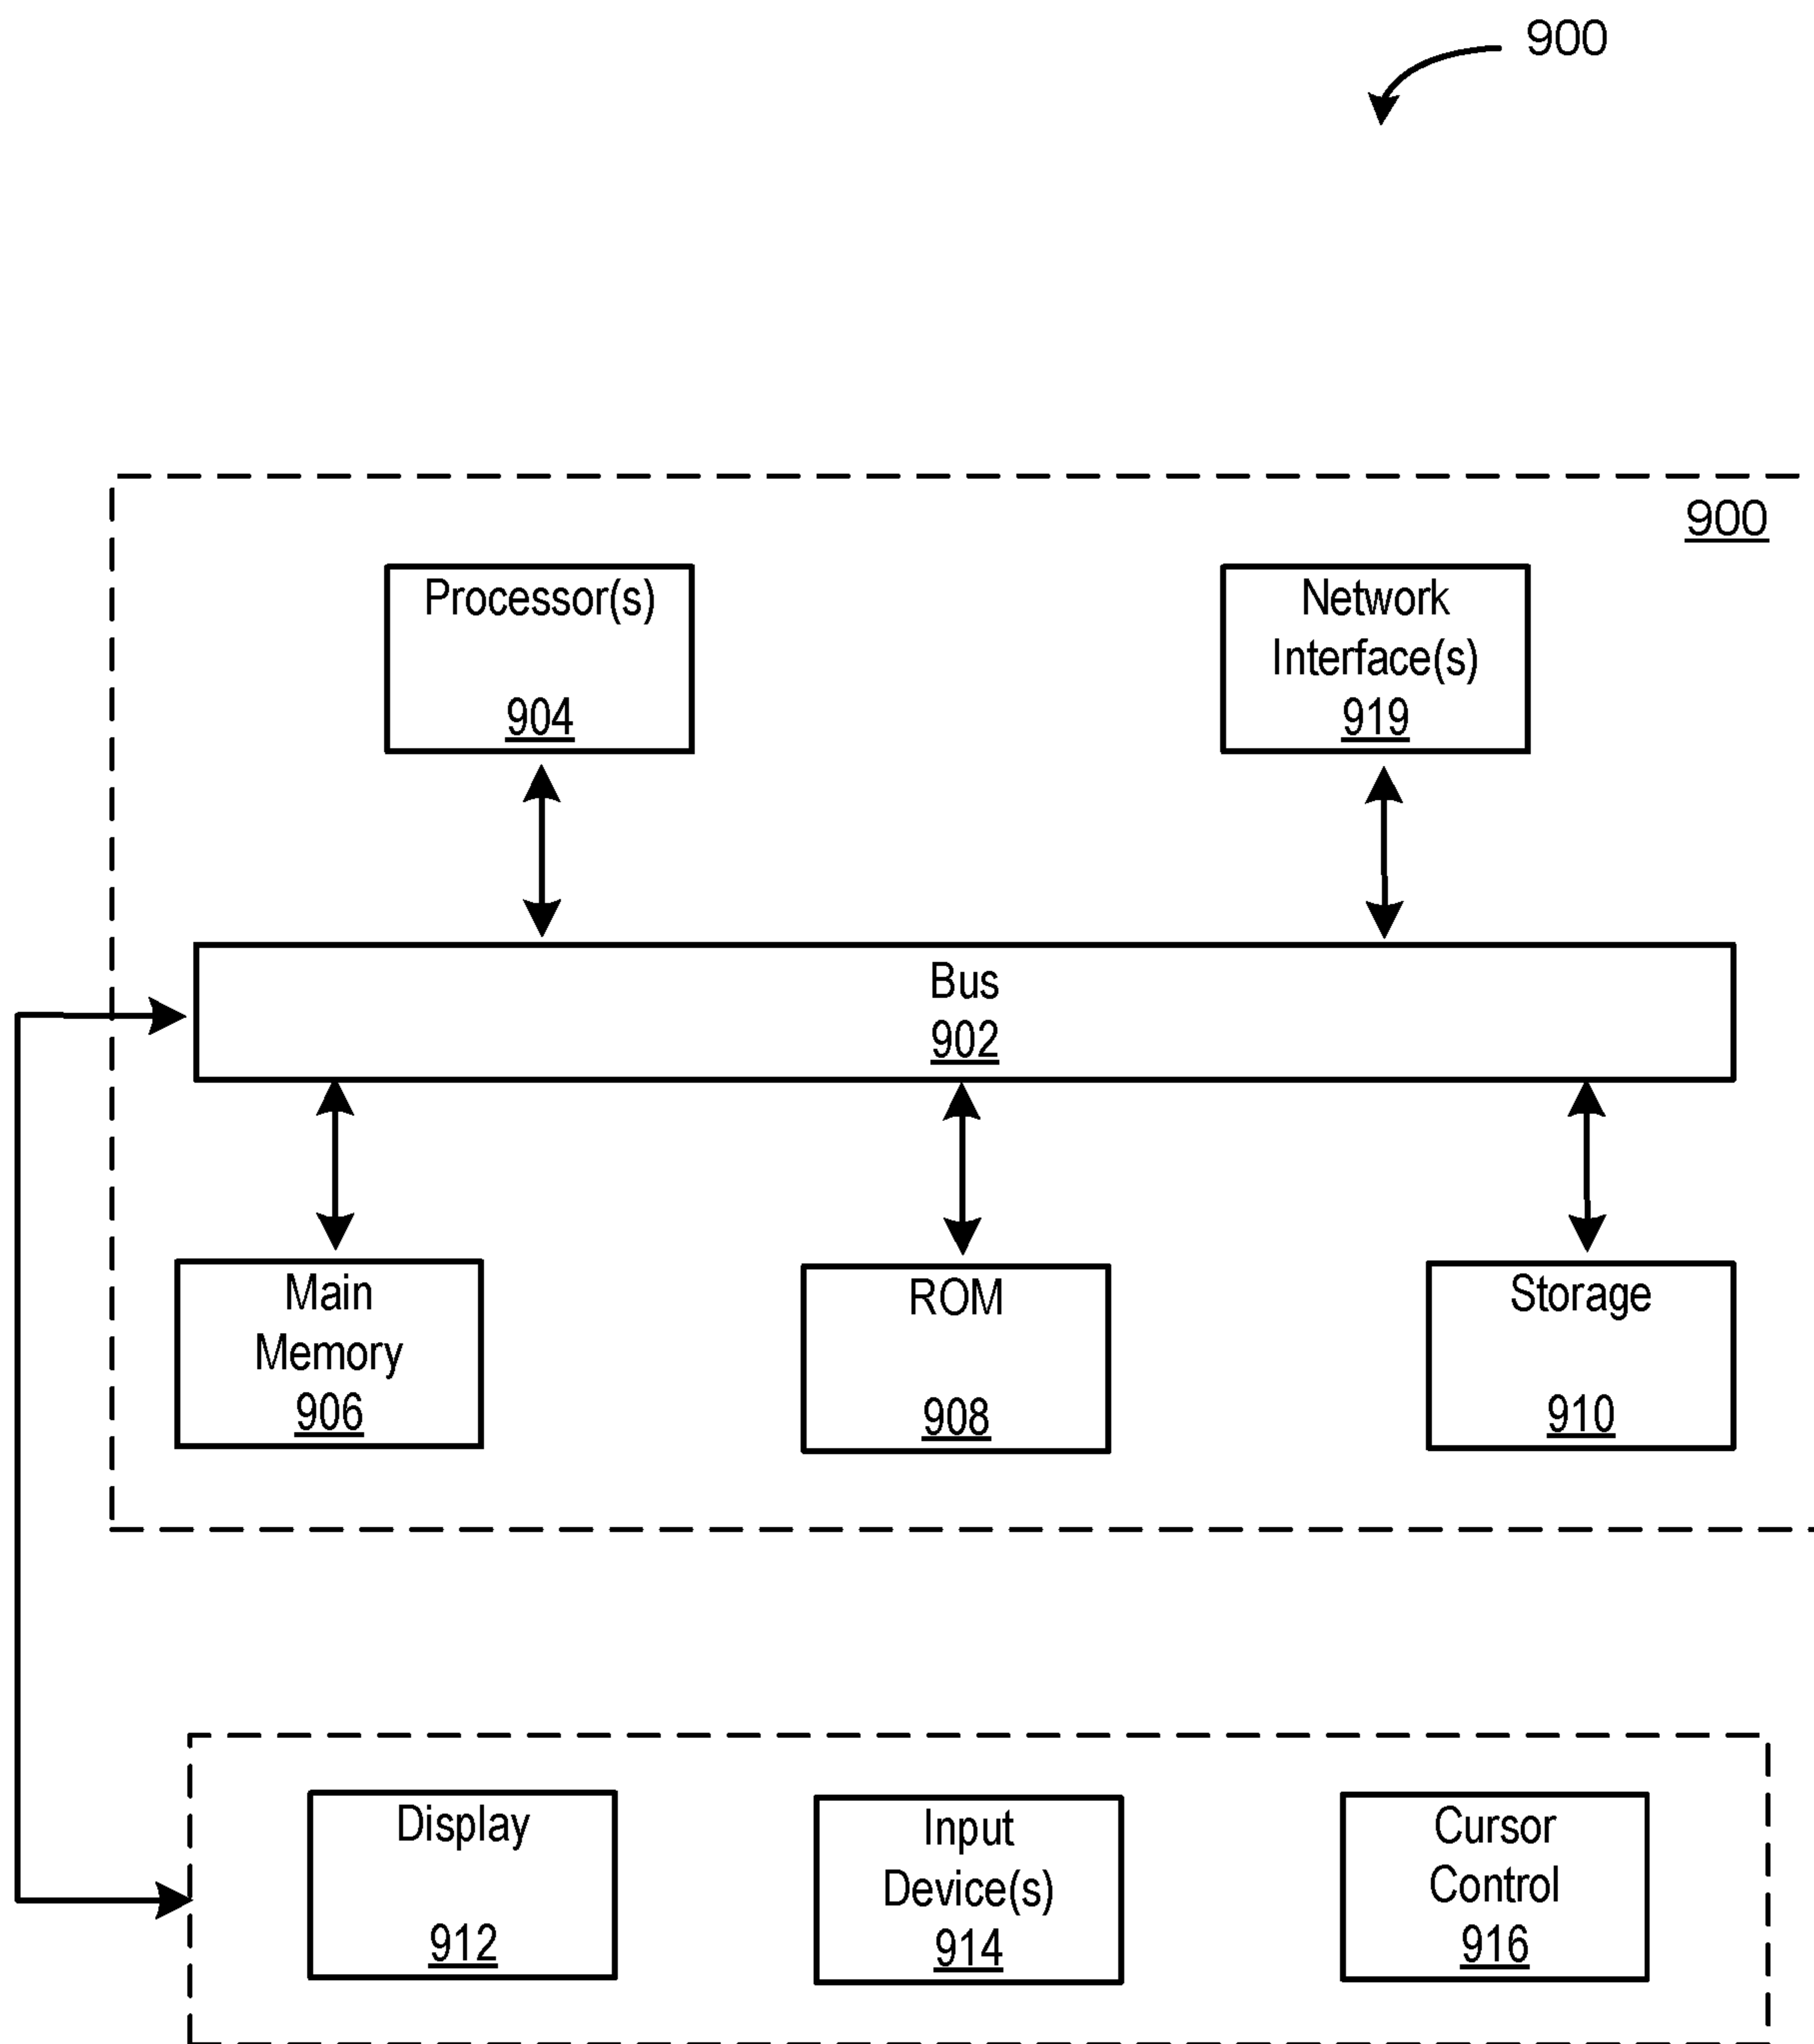 900
900
Processor(s)
904
Network
Interface(s)
919
Bus
902
Main
Memory
906
ROM
908
Storage
910
Display
912
Input
Device(s)
914
Cursor
Control
916